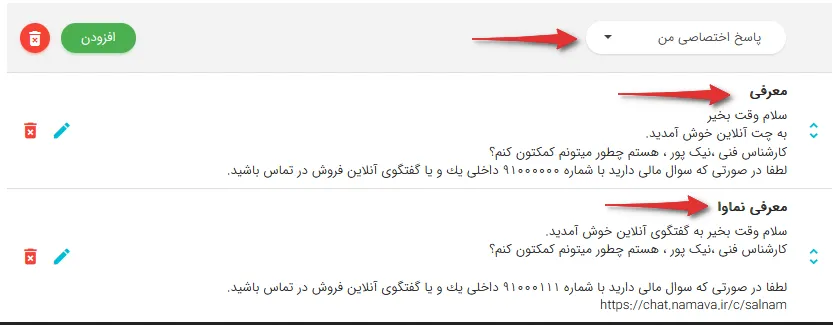 پاسخ اختصاصی من
افزودن
معرفی
سلام وقت بخیر
به چت آنلاین خوش آمدید.
کارشناس فنی ،نیک پور ، هستم چطور میتونم کمکتون کنم؟
لطفا در صورتی که سوال مالی دارید با شماره ۹۱۰۰۰۰۰۰ داخلی یك و یا گفتگوی آنلاین فروش در تماس باشید.
معرفی نماوا
سلام وقت بخیر به گفتگوی آنلاین خوش آمدید.
کارشناس فنی ،نیک پور ، هستم چطور میتونم کمکتون کنم؟
لطفا در صورتی که سوال مالی دارید با شماره ۹۱۰۰۰۱۱۱ داخلی یك و یا گفتگوی آنلاین فروش در تماس باشید.
https://chat.namava.ir/c/salnam